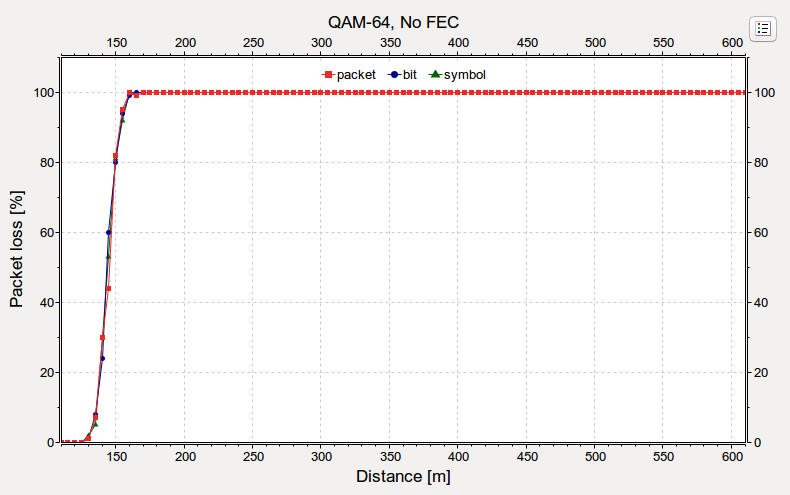 QAM-64, No FEC
150 200 250 300 350 400 450 500 550 600
packet bit symbol
100 100
80 80
60 60
40 40
20 20
0 0
Packet loss [%]
150 200 250 300 350 400 450 500 550 600
Distance [m]